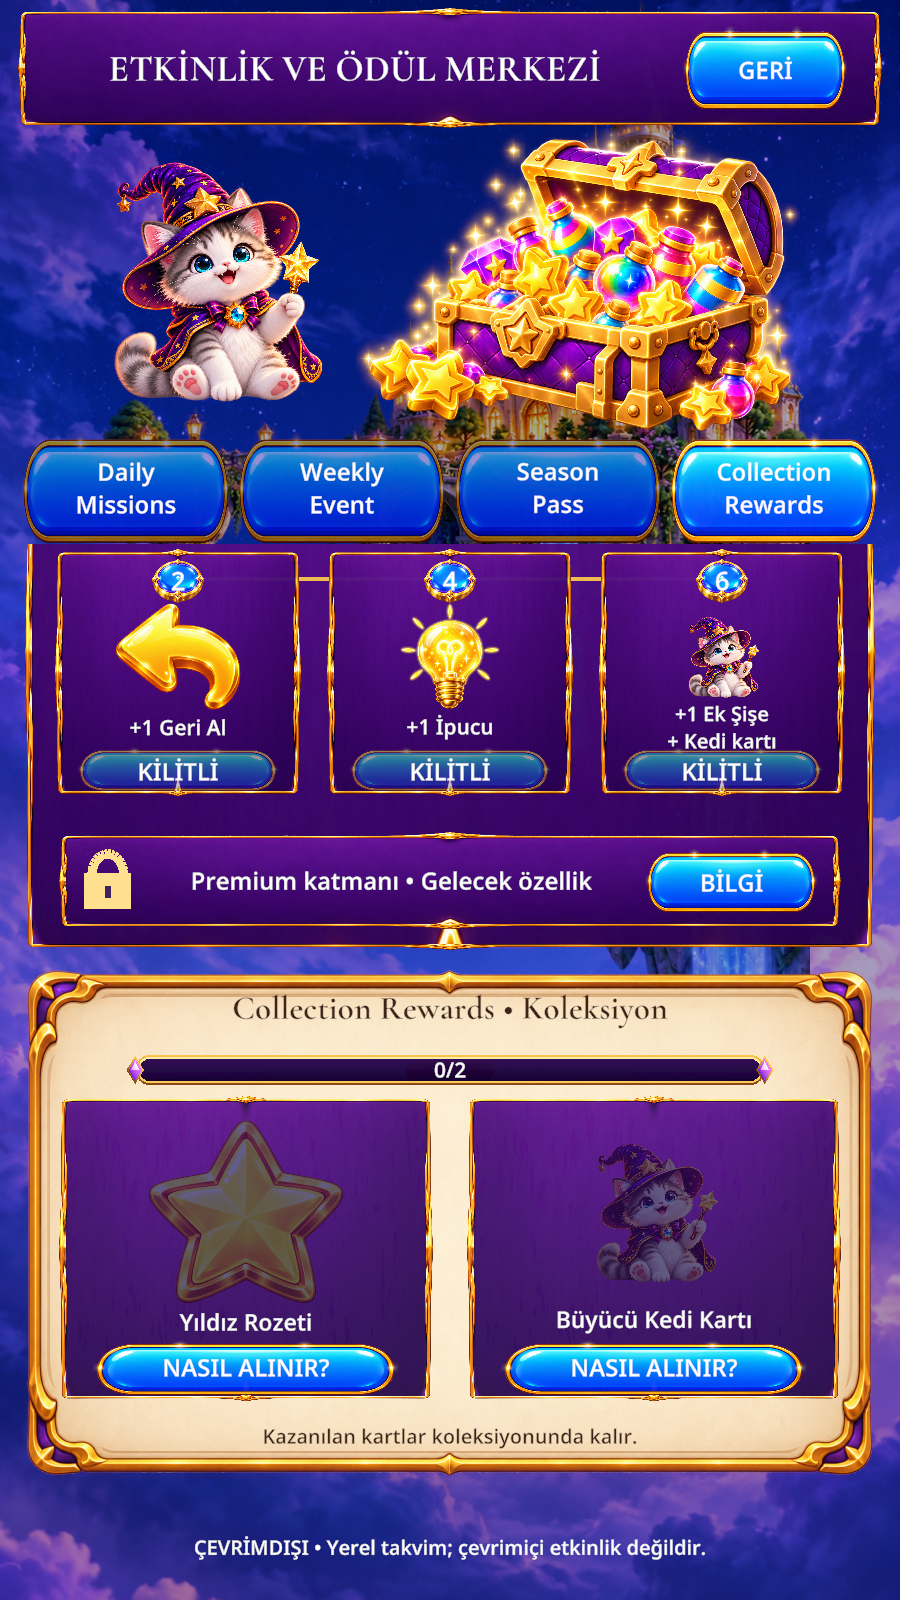 ETKİNLİK VE ÖDÜL MERKEZİ
GERİ
Daily
Missions
Weekly
Event
Season
Pass
Collection
Rewards
2
4
6
+1 Geri Al
+1 İpucu
+1 Ek Şişe
+ Kedi kartı
KİLİTLİ
KİLİTLİ
KİLİTLİ
Premium katmanı • Gelecek özellik
BİLGİ
Collection Rewards • Koleksiyon
0/2
Yıldız Rozeti
Büyücü Kedi Kartı
NASIL ALINIR?
NASIL ALINIR?
Kazanılan kartlar koleksiyonunda kalır.
ÇEVRİMDIŞI • Yerel takvim; çevrimiçi etkinlik değildir.